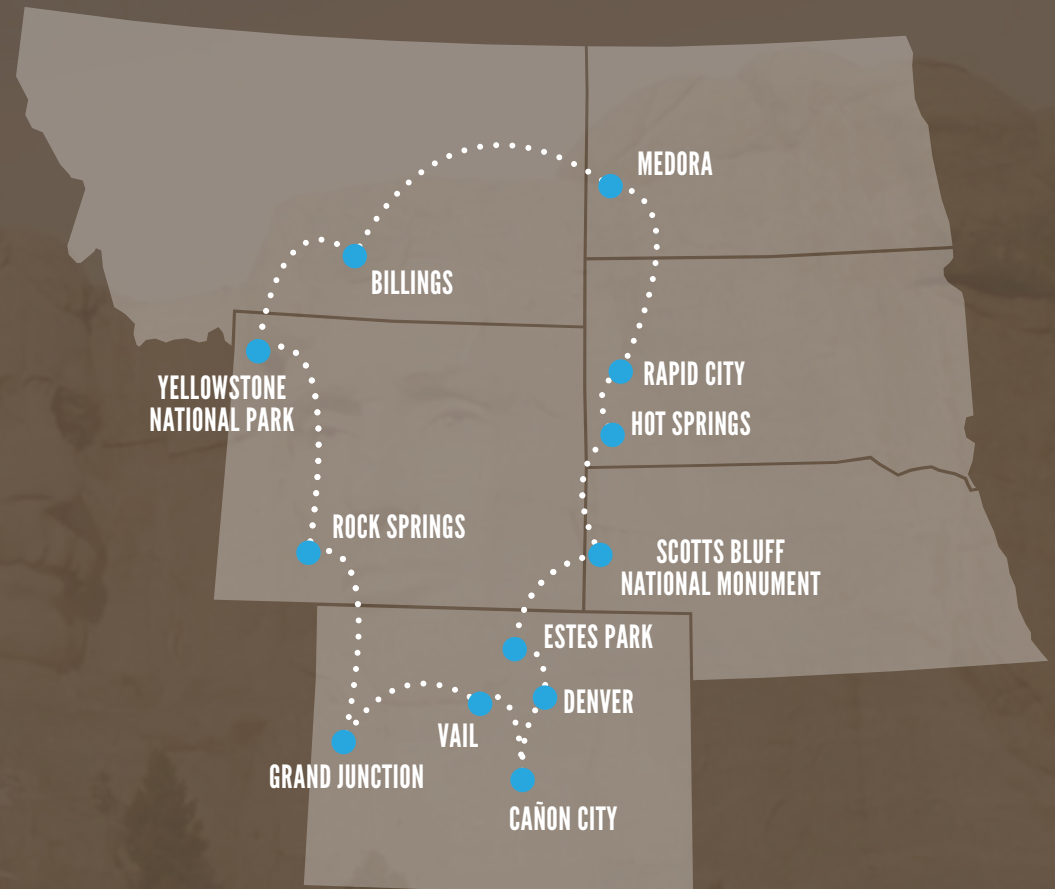 MEDORA
BILLINGS
RAPID CITY
YELLOWSTONE
NATIONAL PARK
HOT SPRINGS
ROCK SPRINGS
SCOTTS BLUFF
NATIONAL MONUMENT
ESTES PARK
DENVER
VAIL
GRAND JUNCTION
CAÑON CITY